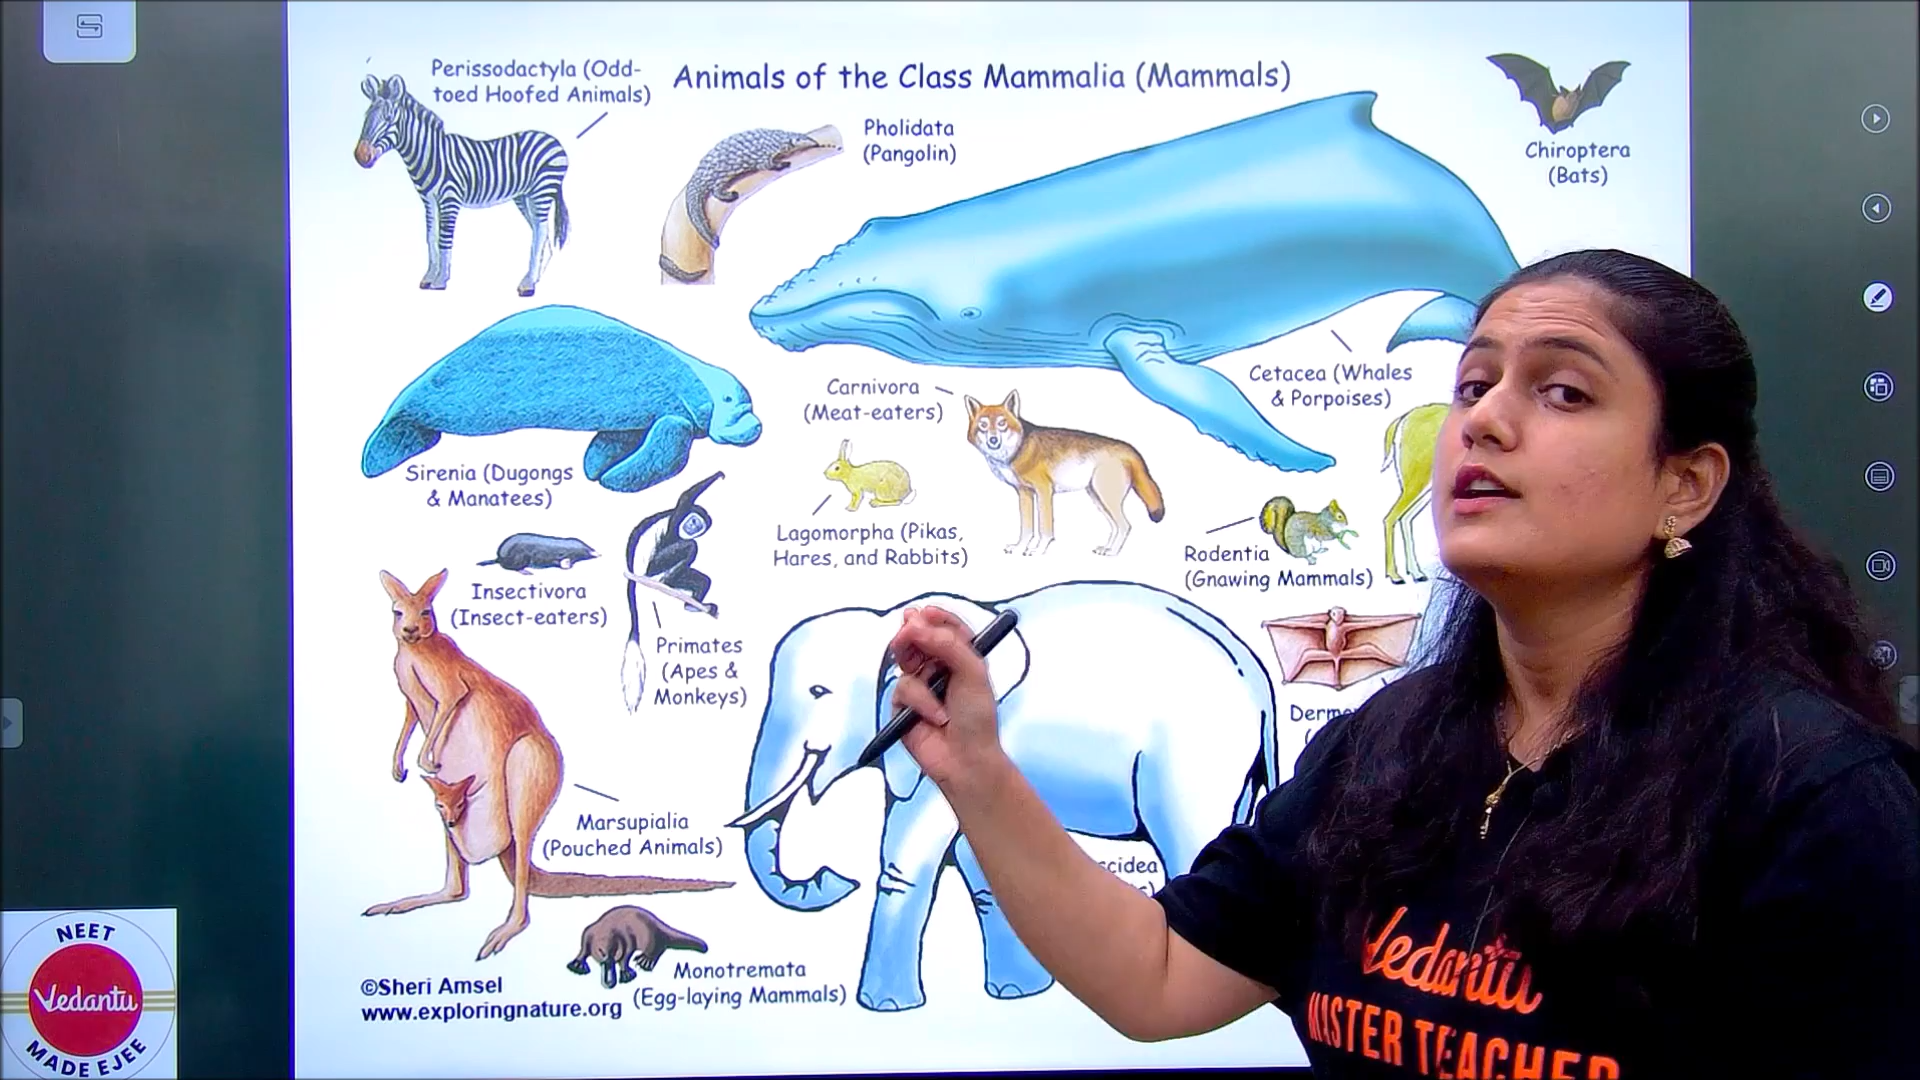 Animals of the Class Mammalia (Mammals)
Perissodactyla (Odd-
toed Hoofed Animals)
Pholidata
(Pangolin)
Chiroptera
(Bats)
Cetacea (Whales
& Porpoises)
Carnivora
(Meat-eaters)
Sirenia (Dugongs
& Manatees)
Lagomorpha (Pikas,
Hares, and Rabbits)
Rodentia
(Gnawing Mammals)
Insectivora
(Insect-eaters)
Primates
(Apes &
Monkeys)
Marsupialia
(Pouched Animals)
Monotremata
(Egg-laying Mammals)
©Sheri Amsel
www.exploringnature.org
NEET
Vedantu
MADE EJEE
Vedantu
MASTER TEACHER